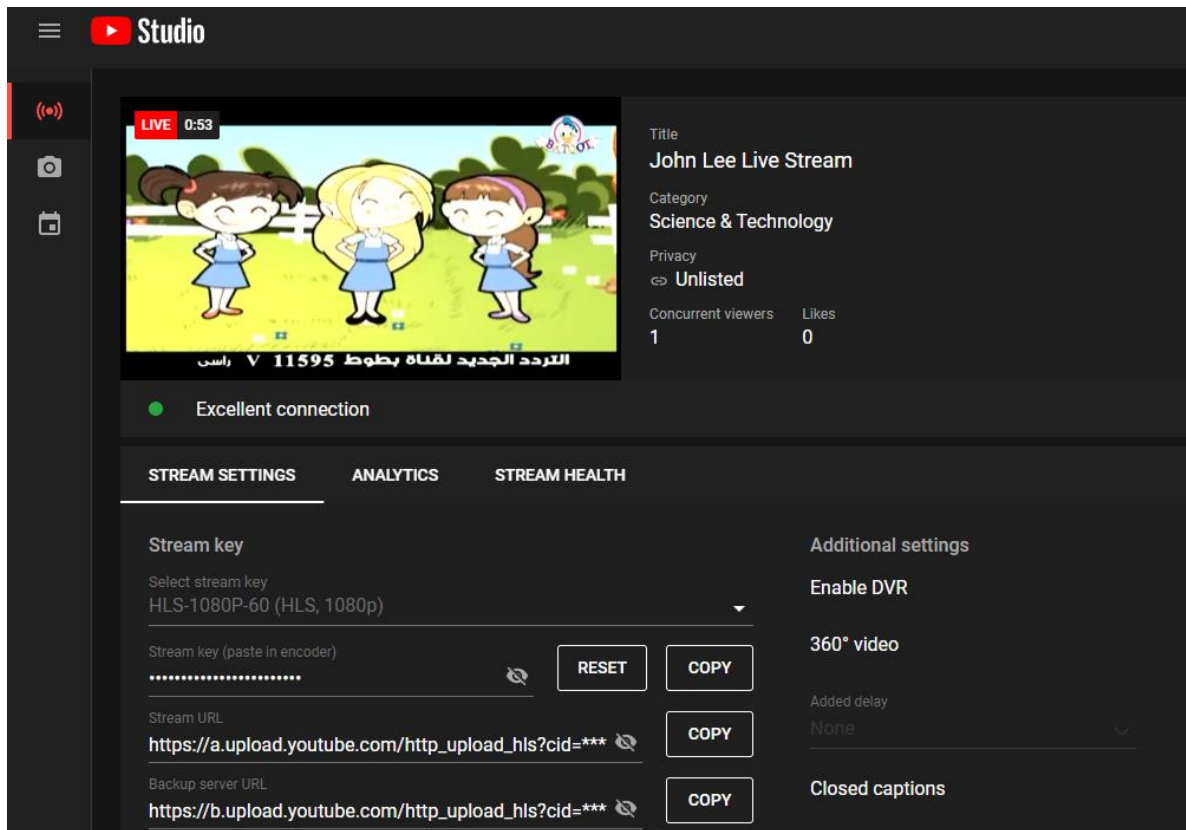 Studio
LIVE 0:53
BATOOT
التردد الجديد لقناة بطوط 11595 V راسى
Title
John Lee Live Stream
Category
Science & Technology
Privacy
Unlisted
Concurrent viewers Likes
1 0
Excellent connection
STREAM SETTINGS ANALYTICS STREAM HEALTH
Stream key
Select stream key
HLS-1080P-60 (HLS, 1080p)
Stream key (paste in encoder)
••••••••••••••••••••••••
RESET COPY
Stream URL
https://a.upload.youtube.com/http_upload_hls?cid=***
COPY
Backup server URL
https://b.upload.youtube.com/http_upload_hls?cid=***
COPY
Additional settings
Enable DVR
360° video
Added delay
None
Closed captions